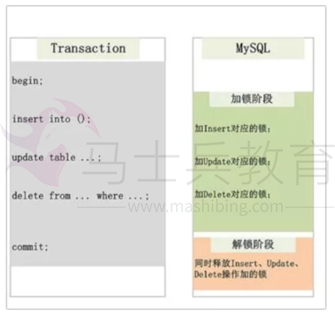 Transaction
begin;
insert into ();
update table ...;
delete from ... where ...;
commit;
MySQL
加锁阶段
加Insert对应的锁;
加Update对应的锁;
加Delete对应的锁;
解锁阶段
同时释放Insert、Update、
Delete操作加的锁
马士兵教育
www.mashibing.com